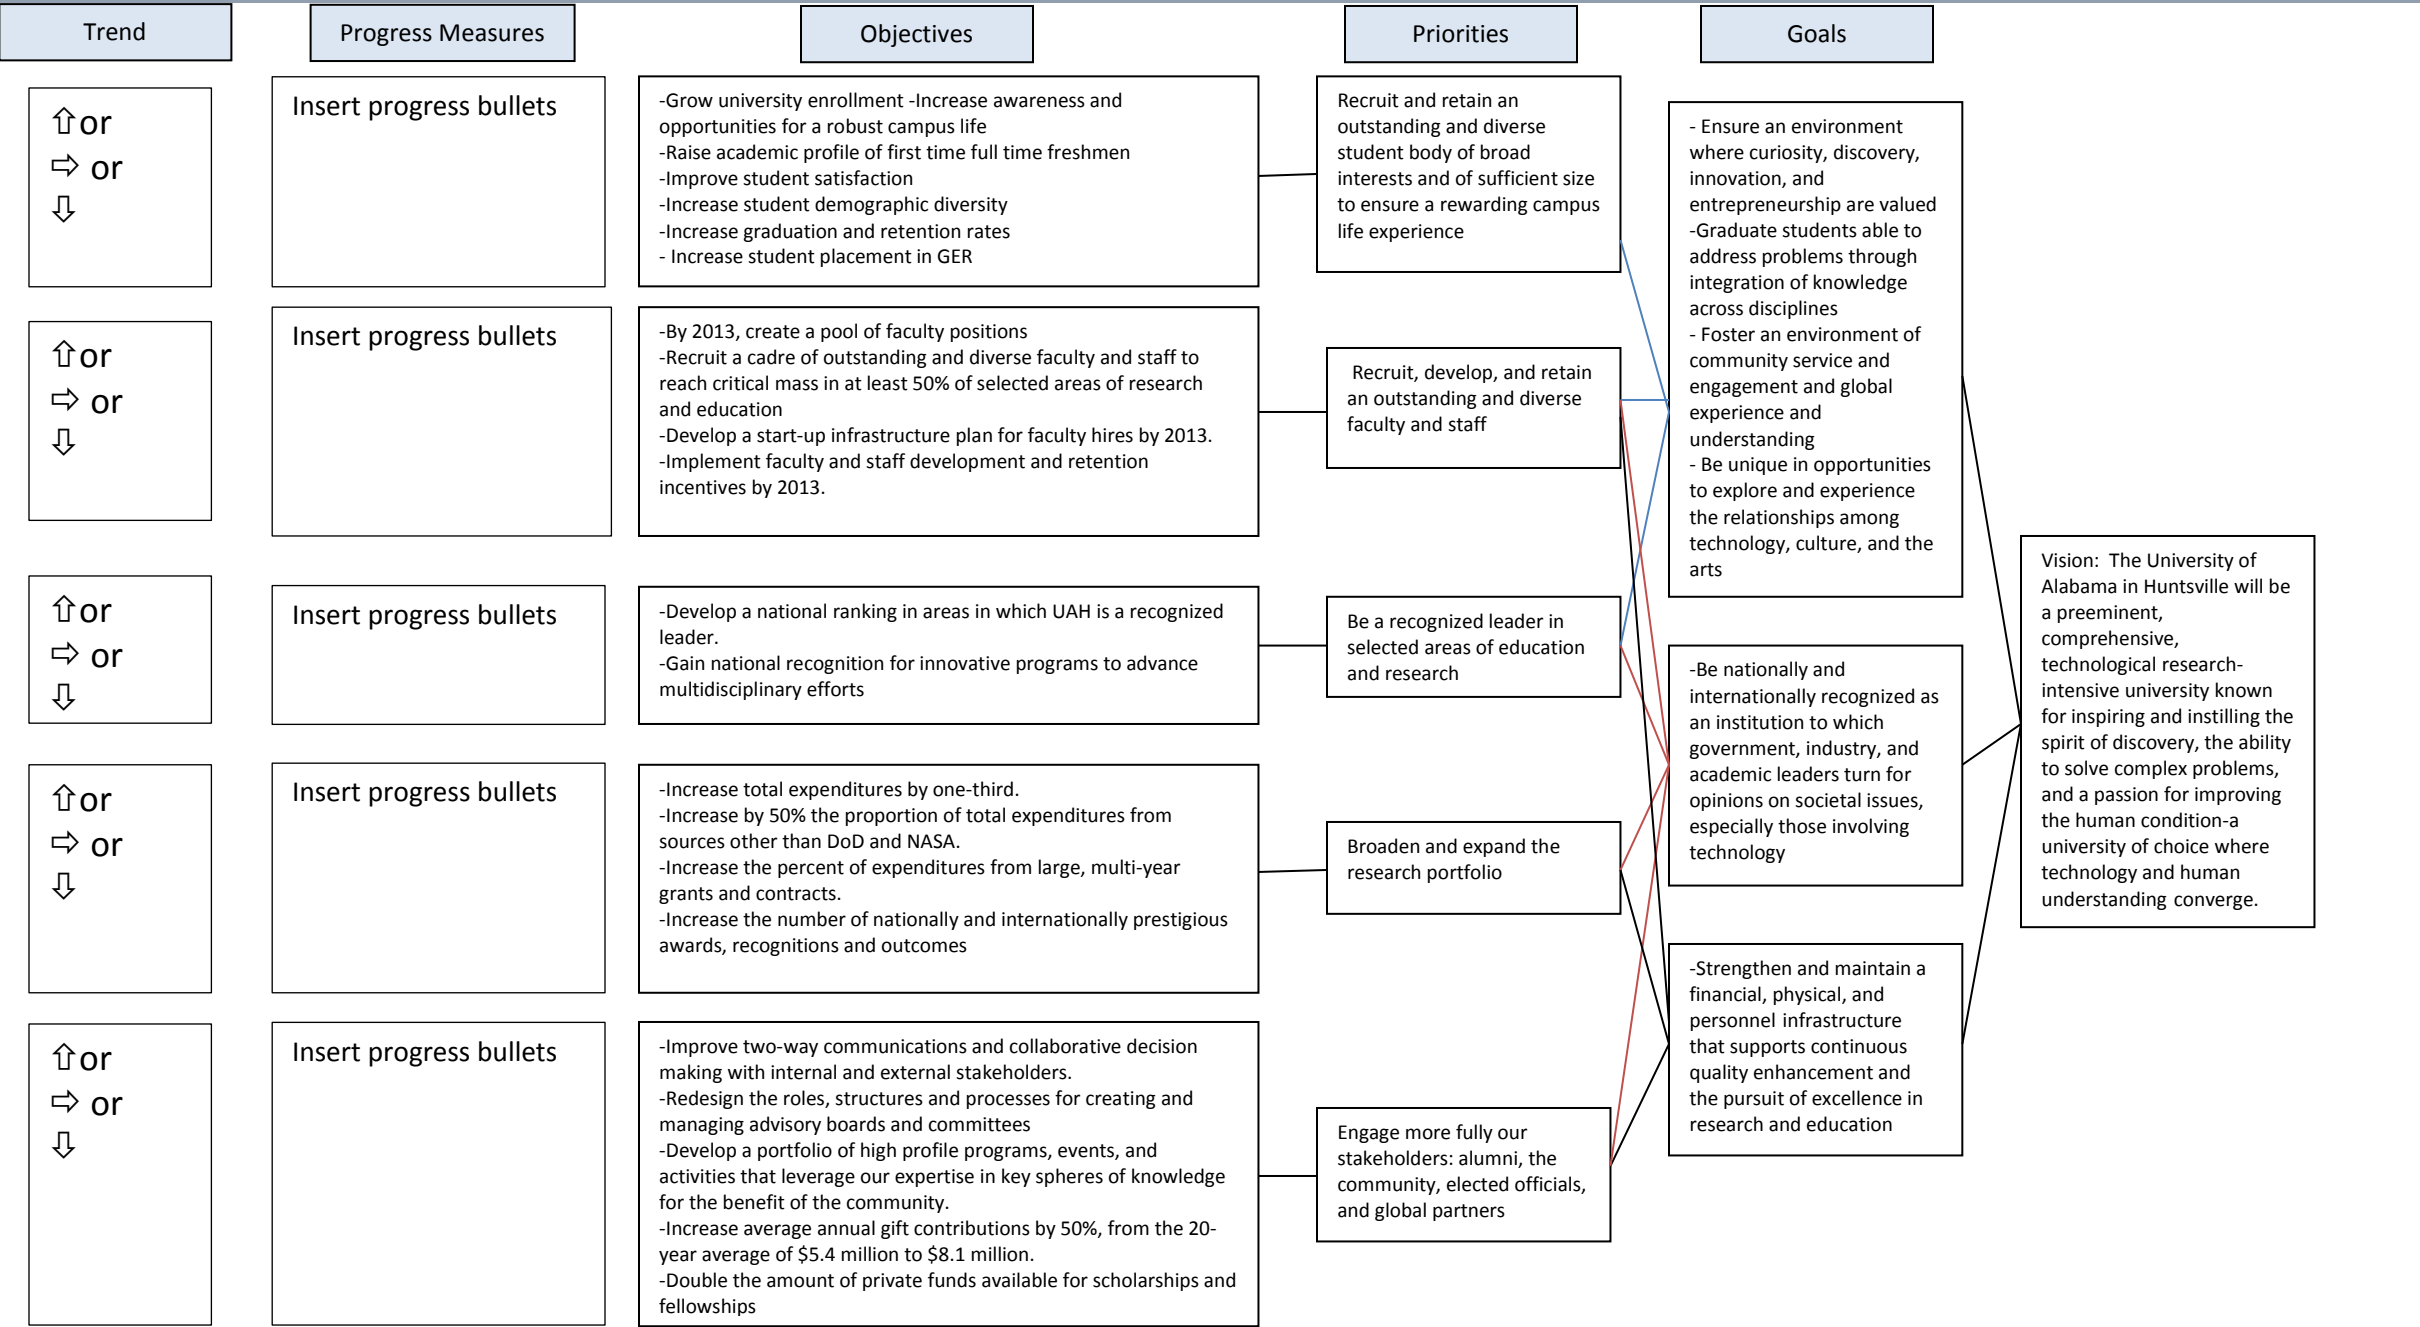 Trend
Progress Measures
Objectives
Priorities
Goals
⇧or
⇨ or
⇩
Insert progress bullets
-Grow university enrollment -Increase awareness and
opportunities for a robust campus life
-Raise academic profile of first time full time freshmen
-Improve student satisfaction
-Increase student demographic diversity
-Increase graduation and retention rates
- Increase student placement in GER
Recruit and retain an
outstanding and diverse
student body of broad
interests and of sufficient size
to ensure a rewarding campus
life experience
⇧or
⇨ or
⇩
Insert progress bullets
-By 2013, create a pool of faculty positions
-Recruit a cadre of outstanding and diverse faculty and staff to
reach critical mass in at least 50% of selected areas of research
and education
-Develop a start-up infrastructure plan for faculty hires by 2013.
-Implement faculty and staff development and retention
incentives by 2013.
Recruit, develop, and retain
an outstanding and diverse
faculty and staff
⇧or
⇨ or
⇩
Insert progress bullets
-Develop a national ranking in areas in which UAH is a recognized
leader.
-Gain national recognition for innovative programs to advance
multidisciplinary efforts
Be a recognized leader in
selected areas of education
and research
⇧or
⇨ or
⇩
Insert progress bullets
-Increase total expenditures by one-third.
-Increase by 50% the proportion of total expenditures from
sources other than DoD and NASA.
-Increase the percent of expenditures from large, multi-year
grants and contracts.
-Increase the number of nationally and internationally prestigious
awards, recognitions and outcomes
Broaden and expand the
research portfolio
⇧or
⇨ or
⇩
Insert progress bullets
-Improve two-way communications and collaborative decision
making with internal and external stakeholders.
-Redesign the roles, structures and processes for creating and
managing advisory boards and committees
-Develop a portfolio of high profile programs, events, and
activities that leverage our expertise in key spheres of knowledge
for the benefit of the community.
-Increase average annual gift contributions by 50%, from the 20-
year average of $5.4 million to $8.1 million.
-Double the amount of private funds available for scholarships and
fellowships
Engage more fully our
stakeholders: alumni, the
community, elected officials,
and global partners
- Ensure an environment
where curiosity, discovery,
innovation, and
entrepreneurship are valued
-Graduate students able to
address problems through
integration of knowledge
across disciplines
- Foster an environment of
community service and
engagement and global
experience and
understanding
- Be unique in opportunities
to explore and experience
the relationships among
technology, culture, and the
arts
-Be nationally and
internationally recognized as
an institution to which
government, industry, and
academic leaders turn for
opinions on societal issues,
especially those involving
technology
-Strengthen and maintain a
financial, physical, and
personnel infrastructure
that supports continuous
quality enhancement and
the pursuit of excellence in
research and education
Vision: The University of
Alabama in Huntsville will be
a preeminent,
comprehensive,
technological research-
intensive university known
for inspiring and instilling the
spirit of discovery, the ability
to solve complex problems,
and a passion for improving
the human condition-a
university of choice where
technology and human
understanding converge.